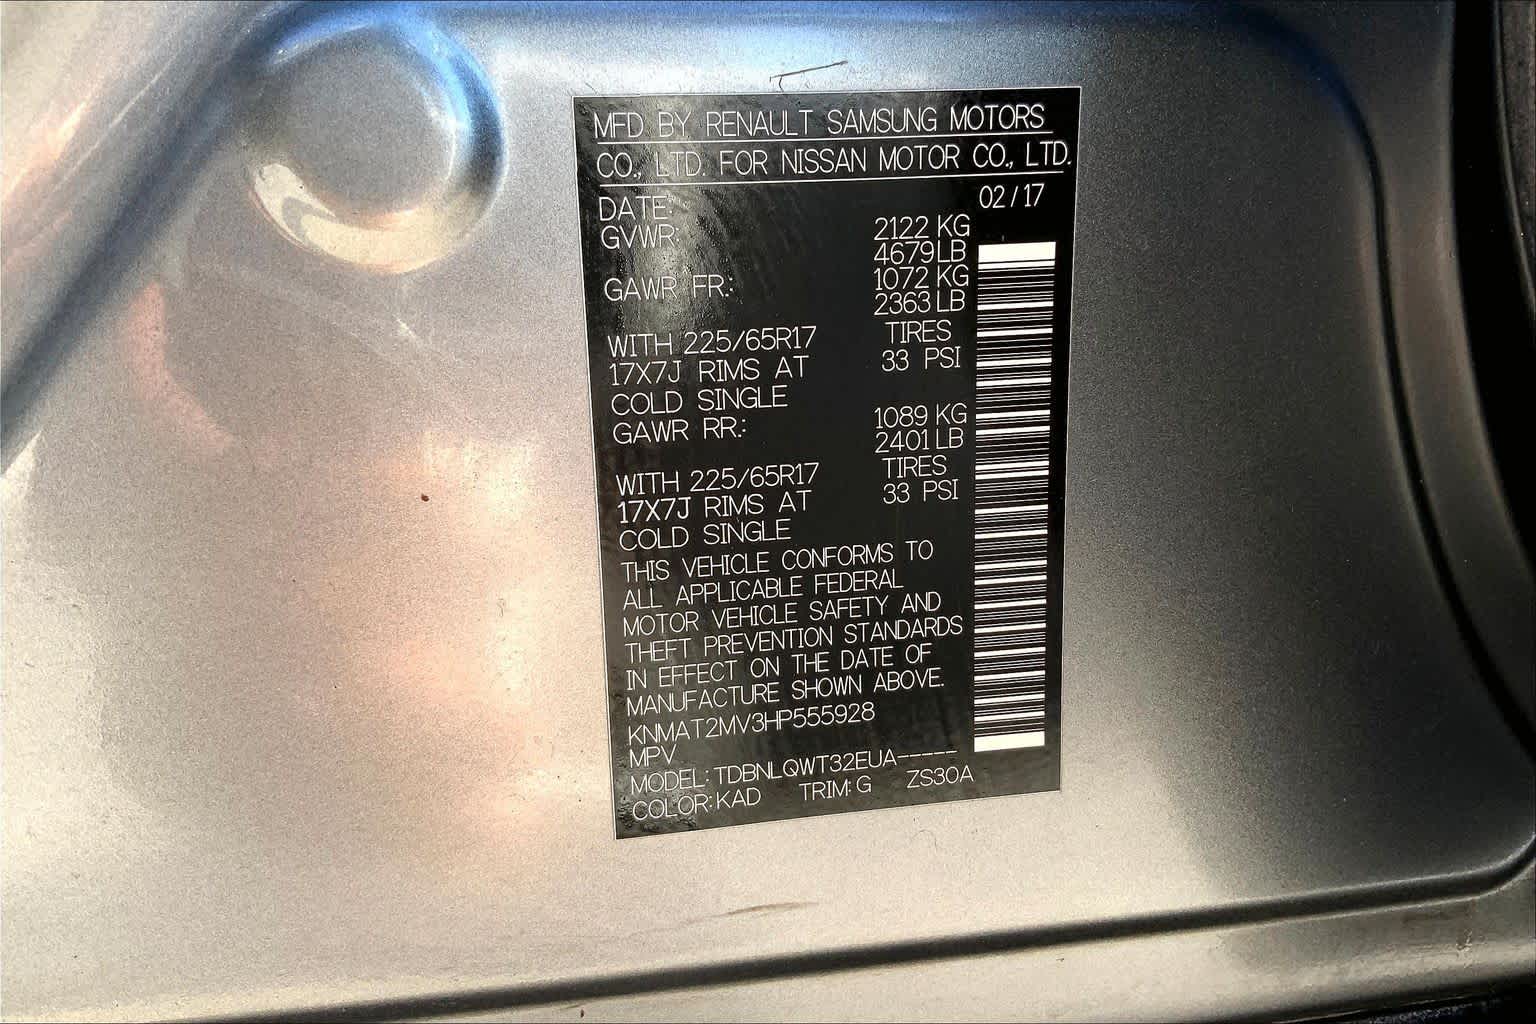 MFD. BY RENAULT SAMSUNG MOTORS
CO., LTD. FOR NISSAN MOTOR CO., LTD.
DATE: 02 / 17
GVWR: 2122 KG
4679 LB
GAWR FR.: 1072 KG
2363 LB
WITH 225/65R17 TIRES
17X7J RIMS AT 33 PSI
COLD SINGLE
GAWR RR.: 1089 KG
2401 LB
WITH 225/65R17 TIRES
17X7J RIMS AT 33 PSI
COLD SINGLE
THIS VEHICLE CONFORMS TO
ALL APPLICABLE FEDERAL
MOTOR VEHICLE SAFETY AND
THEFT PREVENTION STANDARDS
IN EFFECT ON THE DATE OF
MANUFACTURE SHOWN ABOVE.
KNMAT2MV3HP555928
MPV
MODEL: TDBNLQWT32EUA-----
COLOR: KAD TRIM: G ZS30A